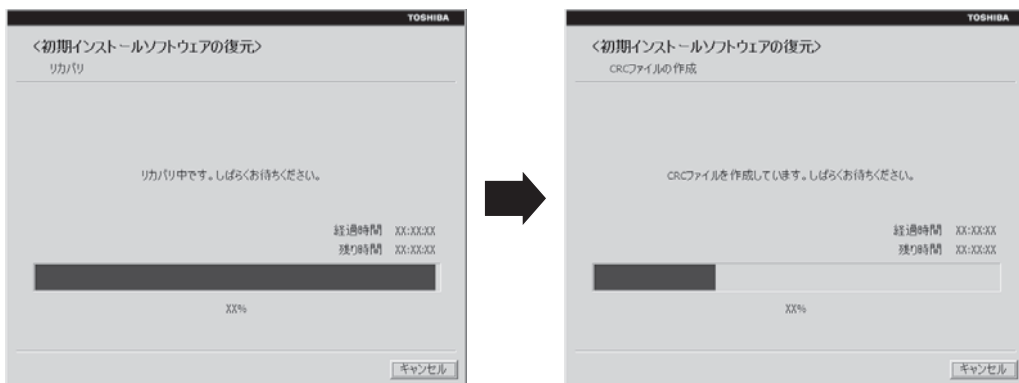 TOSHIBA
<初期インストールソフトウェアの復元>
リカバリ
リカバリ中です。しばらくお待ちください。
経過時間 XX:XX:XX
残り時間 XX:XX:XX
XX%
キャンセル
TOSHIBA
<初期インストールソフトウェアの復元>
CRCファイルの作成
CRCファイルを作成しています。しばらくお待ちください。
経過時間 XX:XX:XX
残り時間 XX:XX:XX
XX%
キャンセル